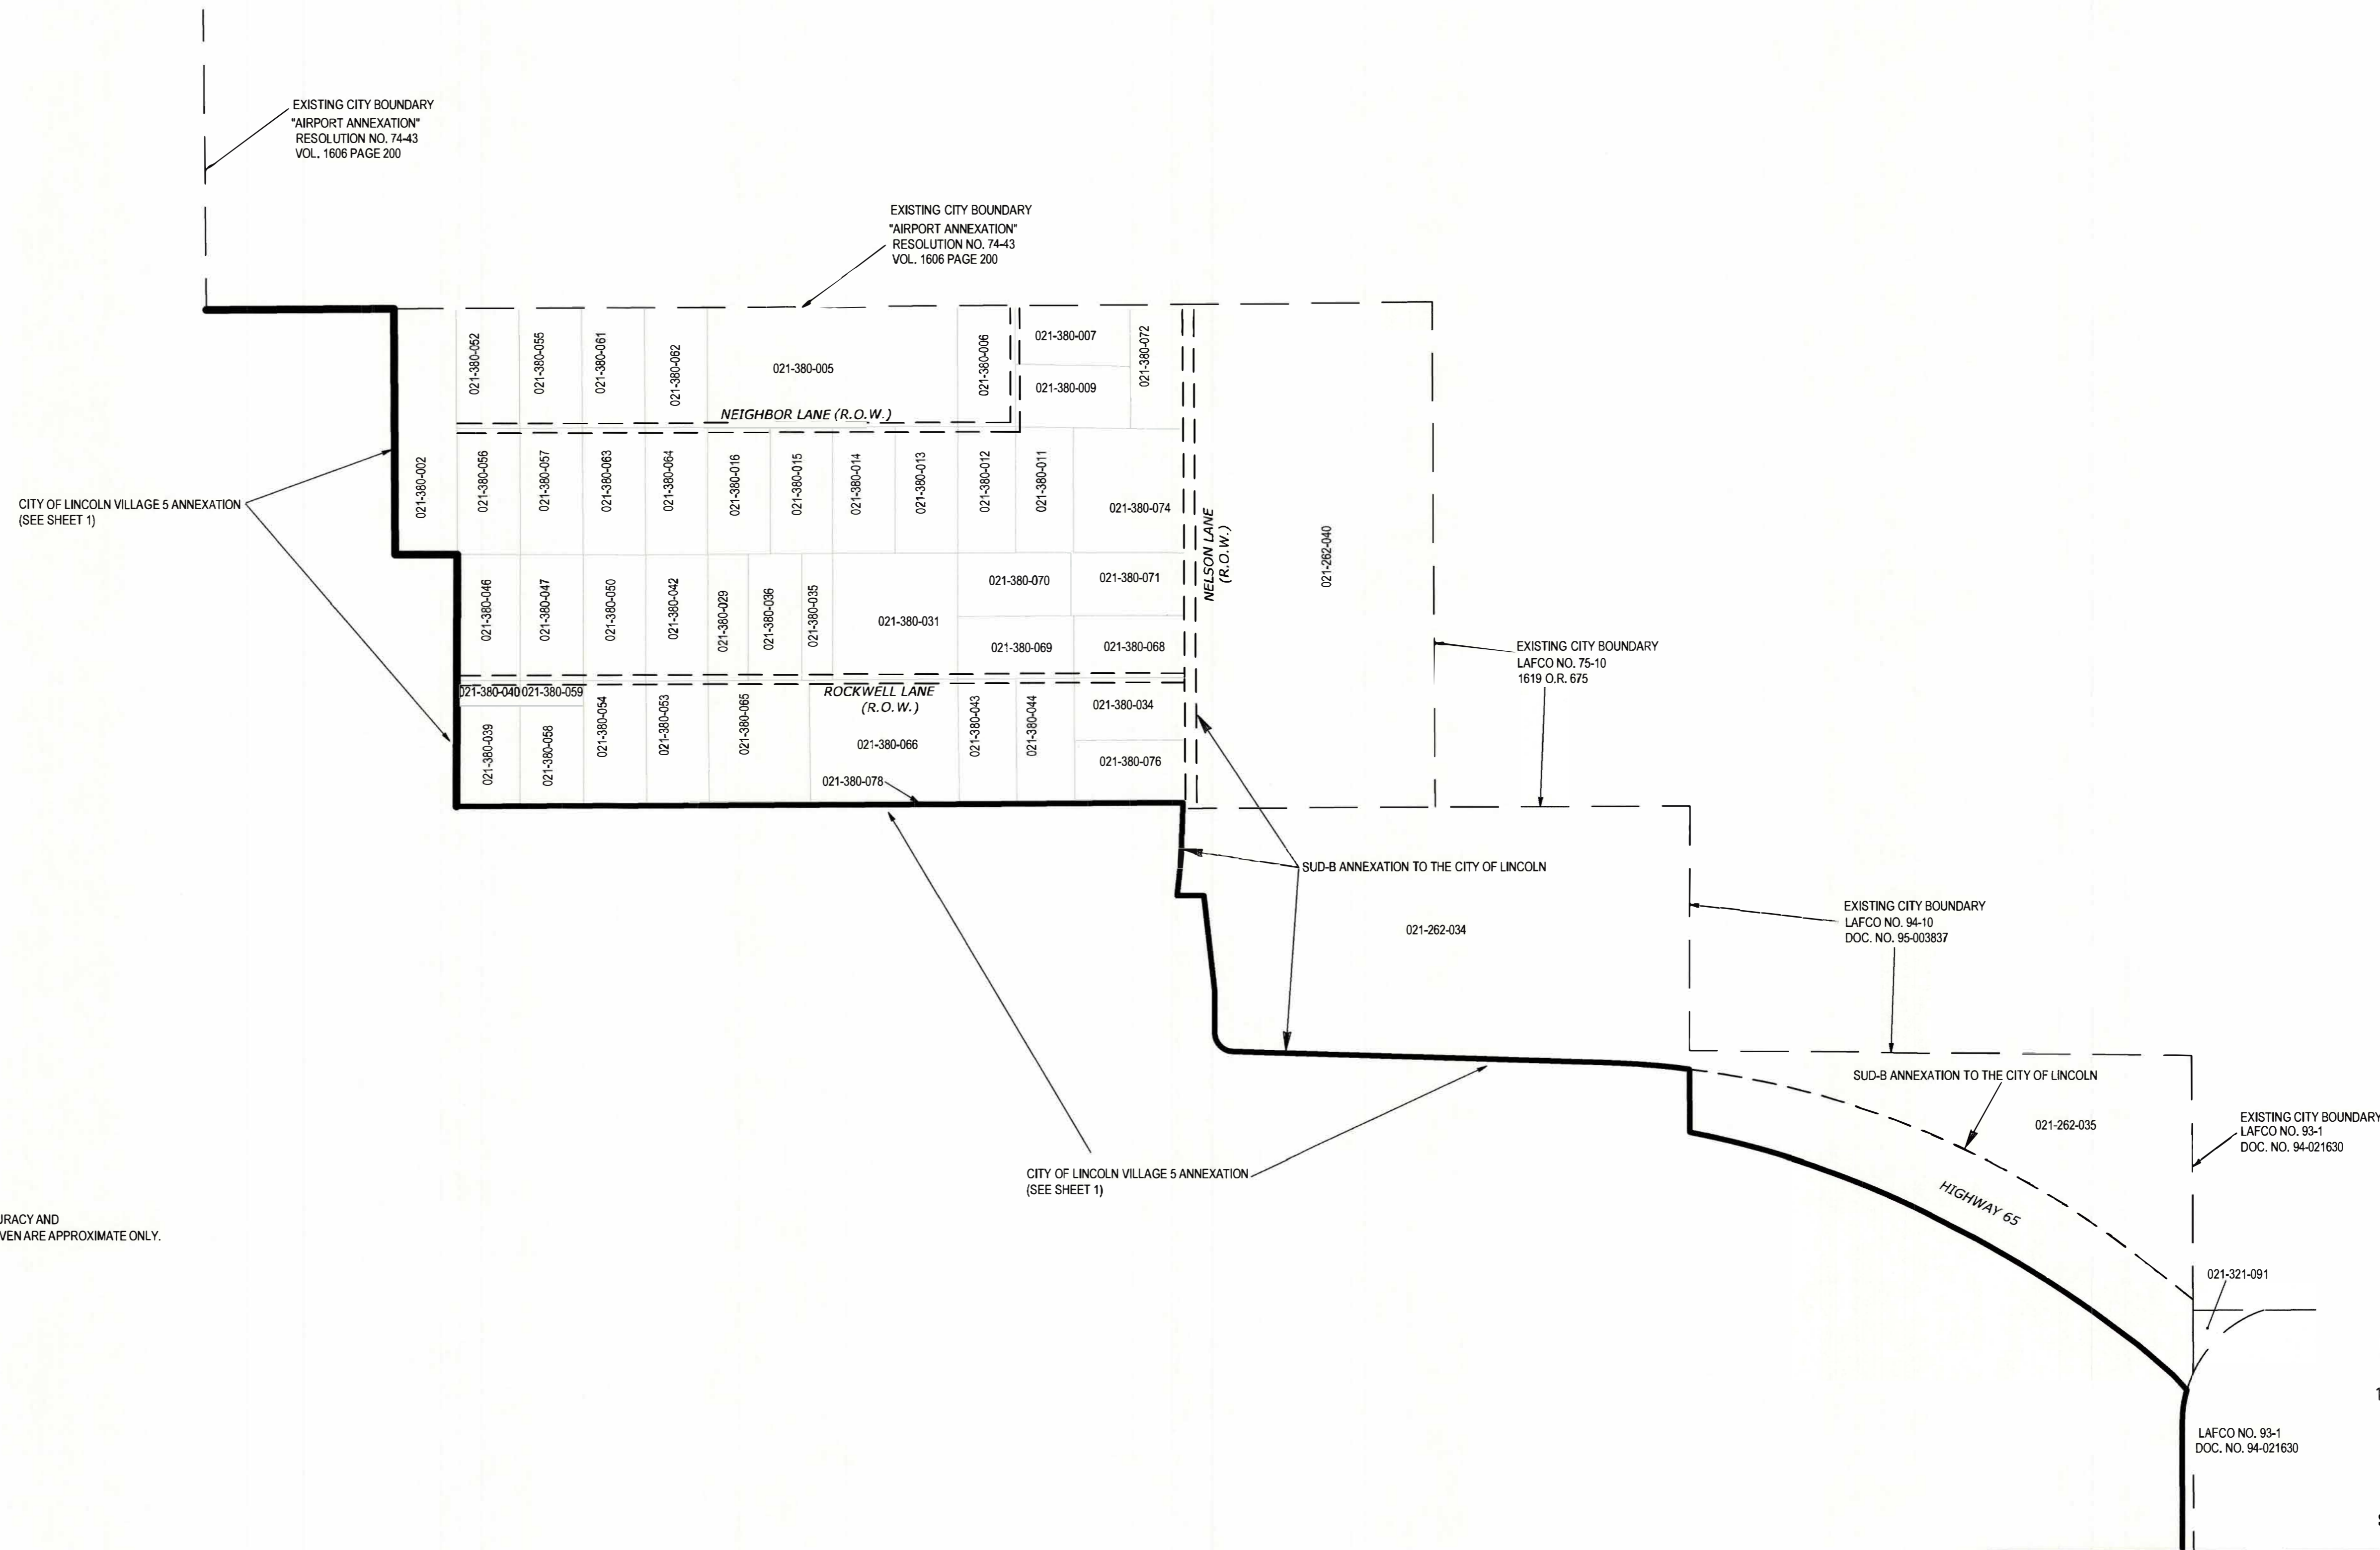 EXISTING CITY BOUNDARY
"AIRPORT ANNEXATION"
RESOLUTION NO. 74-43
VOL. 1606 PAGE 200
EXISTING CITY BOUNDARY
"AIRPORT ANNEXATION"
RESOLUTION NO. 74-43
VOL. 1606 PAGE 200
021-380-052
021-380-055
021-380-061
021-380-062
021-380-005
021-380-006
021-380-007
021-380-009
021-380-072
NEIGHBOR LANE (R.O.W.)
CITY OF LINCOLN VILLAGE 5 ANNEXATION
(SEE SHEET 1)
021-380-002
021-380-056
021-380-057
021-380-063
021-380-064
021-380-016
021-380-015
021-380-014
021-380-013
021-380-012
021-380-011
021-380-074
NELSON LANE
(R.O.W.)
021-262-040
021-380-046
021-380-047
021-380-050
021-380-042
021-380-029
021-380-036
021-380-035
021-380-031
021-380-070
021-380-071
021-380-069
021-380-068
EXISTING CITY BOUNDARY
LAFCO NO. 75-10
1619 O.R. 675
021-380-040
021-380-059
ROCKWELL LANE
(R.O.W.)
021-380-039
021-380-058
021-380-054
021-380-053
021-380-065
021-380-066
021-380-078
021-380-043
021-380-044
021-380-034
021-380-076
SUD-B ANNEXATION TO THE CITY OF LINCOLN
021-262-034
EXISTING CITY BOUNDARY
LAFCO NO. 94-10
DOC. NO. 95-003837
SUD-B ANNEXATION TO THE CITY OF LINCOLN
021-262-035
EXISTING CITY BOUNDARY
LAFCO NO. 93-1
DOC. NO. 94-021630
CITY OF LINCOLN VILLAGE 5 ANNEXATION
(SEE SHEET 1)
HIGHWAY 65
URACY AND
VEN ARE APPROXIMATE ONLY.
021-321-091
LAFCO NO. 93-1
DOC. NO. 94-021630